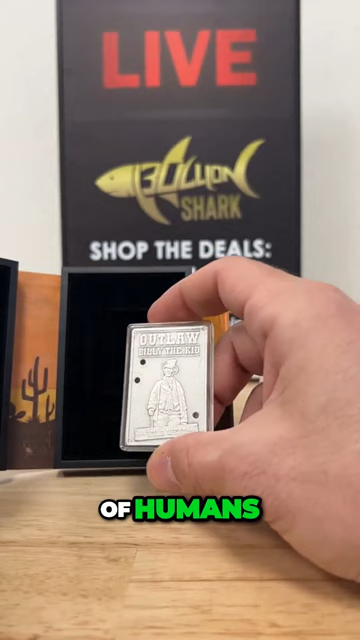 LIVE
BULLION
SHARK
SHOP THE DEALS:
OUTLAW
BILLY THE KID
OF HUMANS